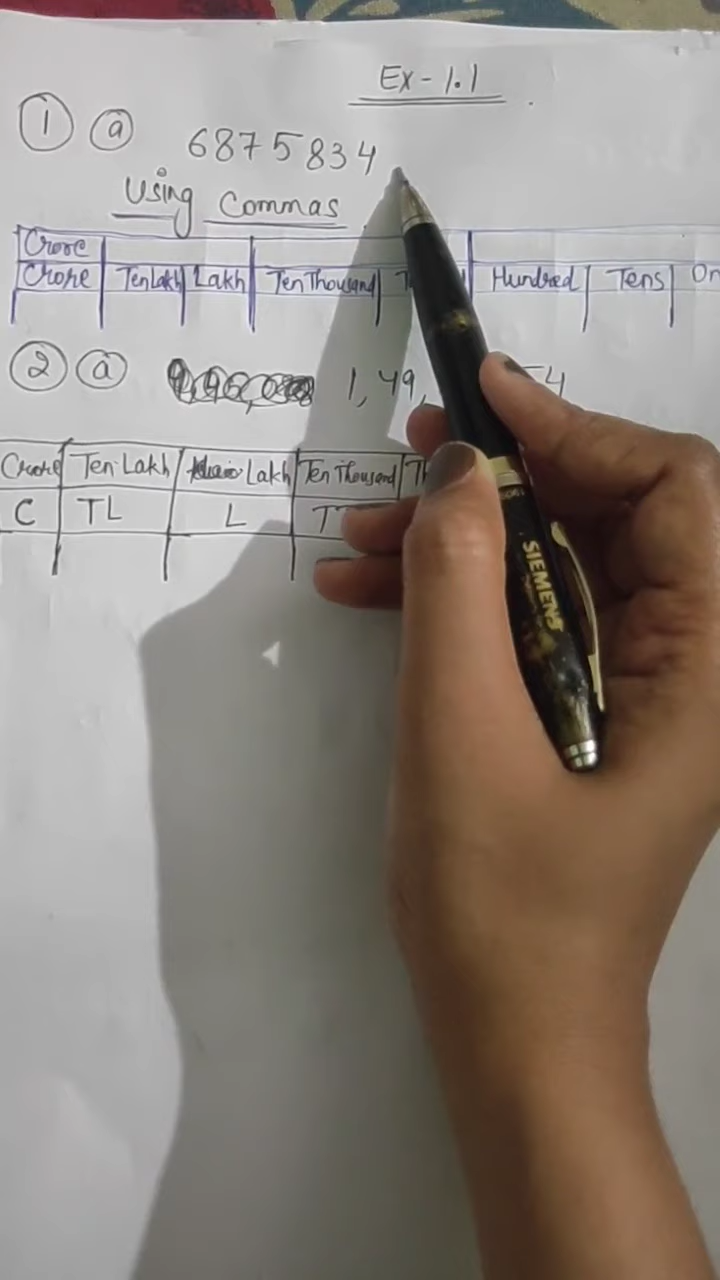 Ex - 1.1
1 a 6875834
Using Commas
Crore
Crore Ten Lakh Lakh Ten Thousand Hundred Tens
2 a 1,49, 54
Crore Ten Lakh Lakh Ten Thousand
C TL L
SIEMENS